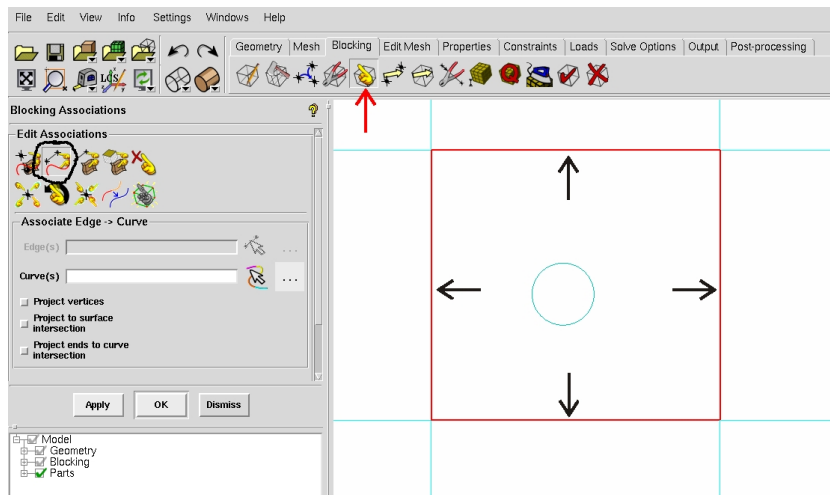 File Edit View Info Settings Windows Help
Geometry Mesh Blocking Edit Mesh Properties Constraints Loads Solve Options Output Post-processing
Blocking Associations
Edit Associations
Associate Edge -> Curve
Edge(s) ...
Curve(s) ...
Project vertices
Project to surface
intersection
Project ends to curve
intersection
Apply OK Dismiss
Model
Geometry
Blocking
Parts